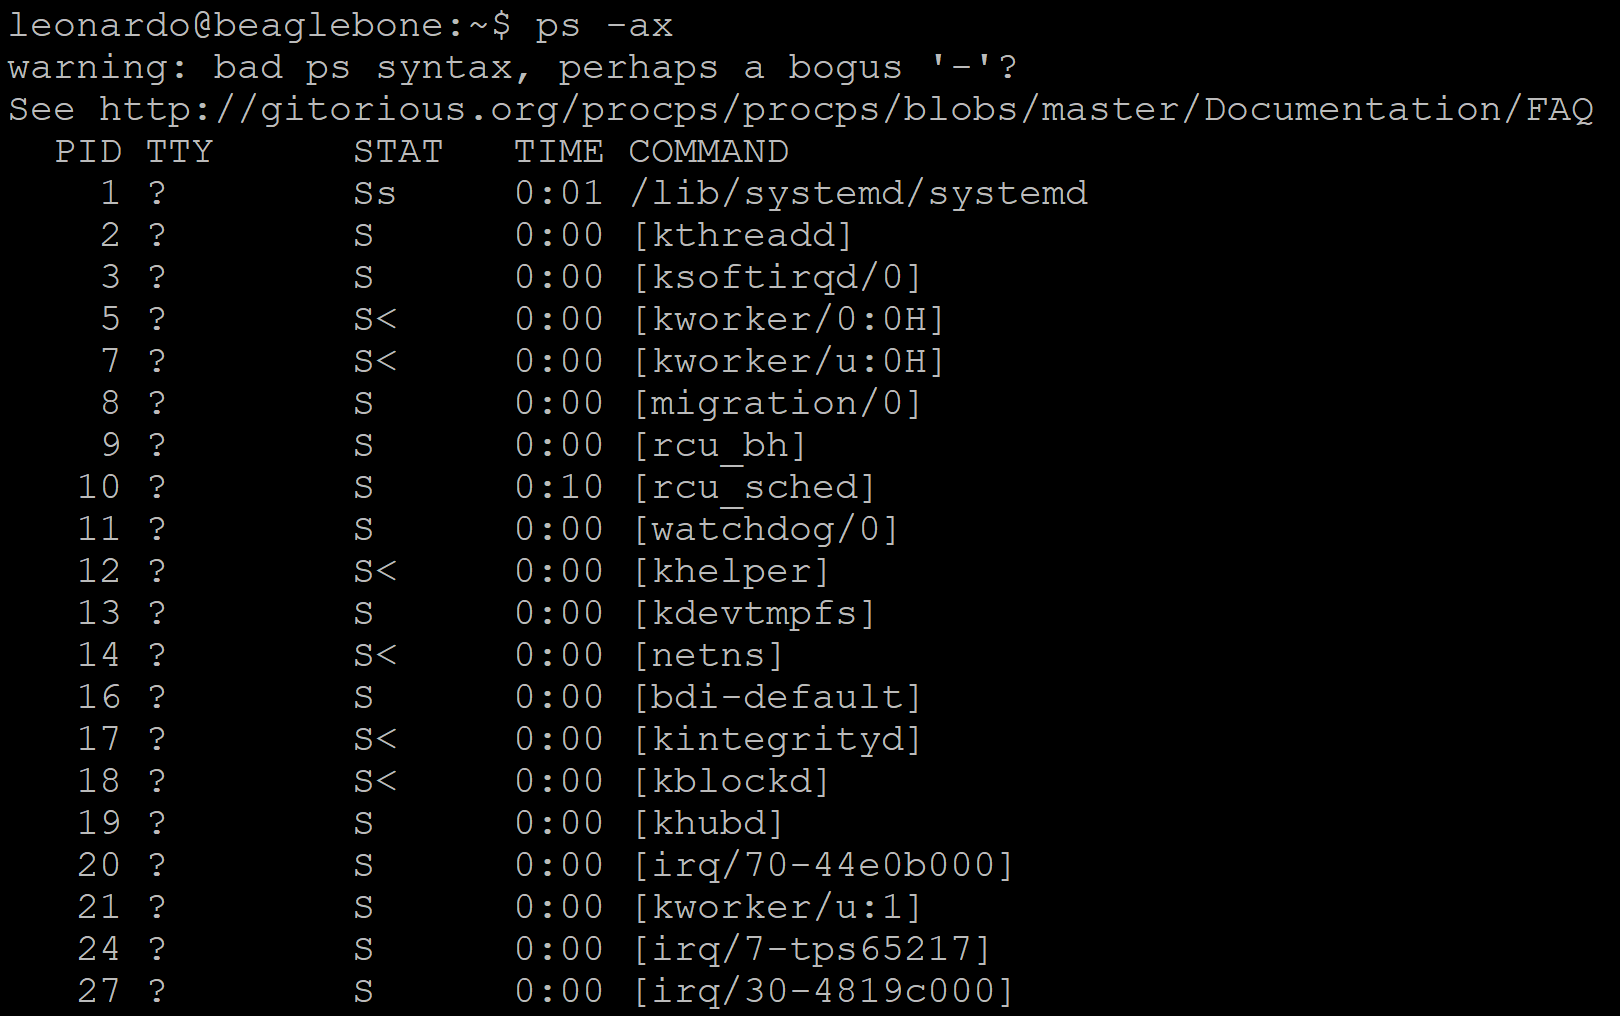 leonardo@beaglebone:~$ ps -ax
warning: bad ps syntax, perhaps a bogus '-'?
See http://gitorious.org/procps/procps/blobs/master/Documentation/FAQ
  PID TTY      STAT   TIME COMMAND
    1 ?        Ss     0:01 /lib/systemd/systemd
    2 ?        S      0:00 [kthreadd]
    3 ?        S      0:00 [ksoftirqd/0]
    5 ?        S<     0:00 [kworker/0:0H]
    7 ?        S<     0:00 [kworker/u:0H]
    8 ?        S      0:00 [migration/0]
    9 ?        S      0:00 [rcu_bh]
   10 ?        S      0:10 [rcu_sched]
   11 ?        S      0:00 [watchdog/0]
   12 ?        S<     0:00 [khelper]
   13 ?        S      0:00 [kdevtmpfs]
   14 ?        S<     0:00 [netns]
   16 ?        S      0:00 [bdi-default]
   17 ?        S<     0:00 [kintegrityd]
   18 ?        S<     0:00 [kblockd]
   19 ?        S      0:00 [khubd]
   20 ?        S      0:00 [irq/70-44e0b000]
   21 ?        S      0:00 [kworker/u:1]
   24 ?        S      0:00 [irq/7-tps65217]
   27 ?        S      0:00 [irq/30-4819c000]